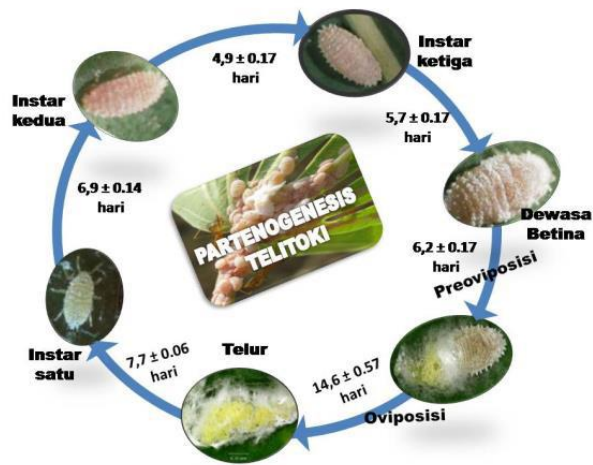 4,9 ± 0.17
hari
Instar
ketiga
5,7 ± 0.17
hari
Dewasa
Betina
6,2 ± 0.17
hari
Preoviposisi
14,6 ± 0.57
hari
Oviposisi
Telur
7,7 ± 0.06
hari
Instar
satu
6,9 ± 0.14
hari
Instar
kedua
PARTENOGENESIS
TELITOKI